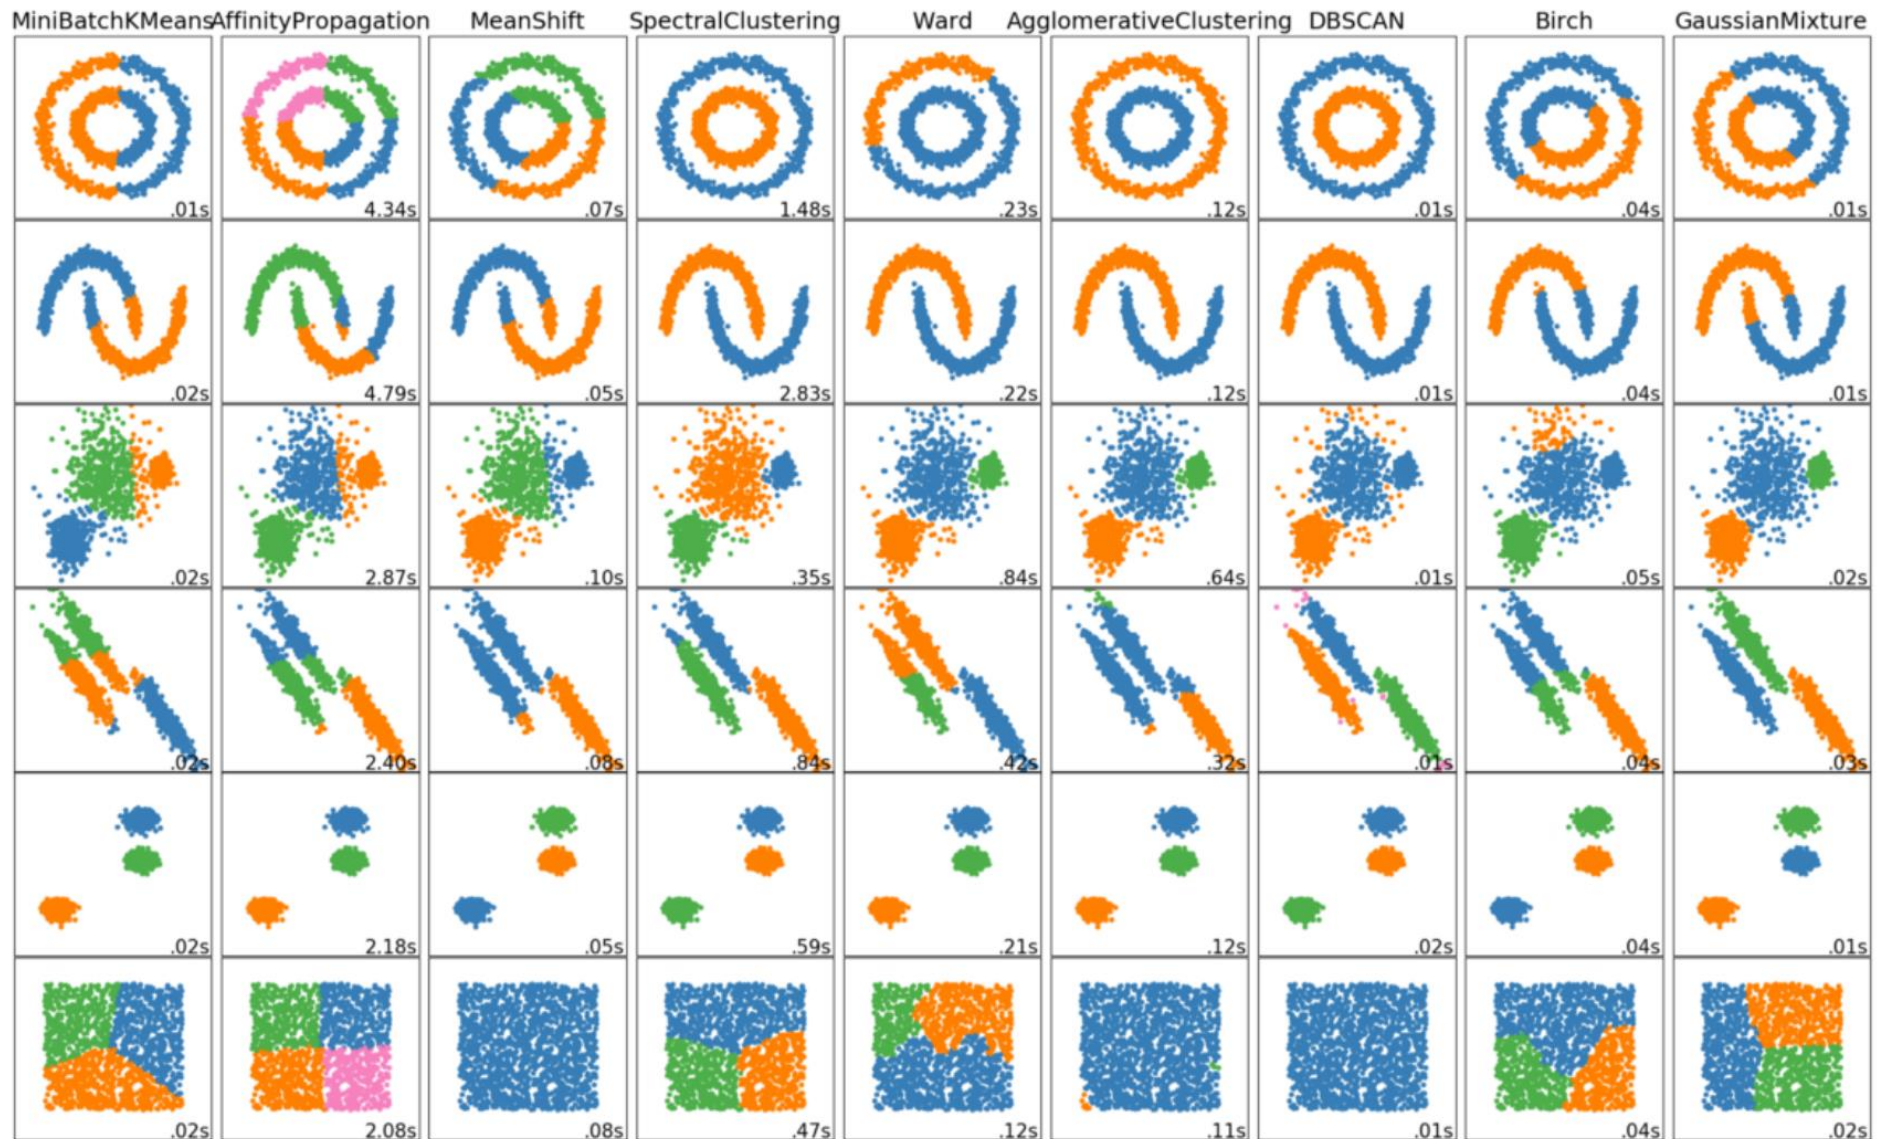 MiniBatchKMeans AffinityPropagation MeanShift SpectralClustering Ward AgglomerativeClustering DBSCAN Birch GaussianMixture
.01s 4.34s .07s 1.48s .23s .12s .01s .04s .01s
.02s 4.79s .05s 2.83s .22s .12s .01s .04s .01s
.02s 2.87s .10s .35s .84s .64s .01s .05s .02s
.02s 2.40s .08s .84s .42s .32s .01s .04s .03s
.02s 2.18s .05s .59s .21s .12s .02s .04s .01s
.02s 2.08s .08s .47s .12s .11s .01s .04s .02s